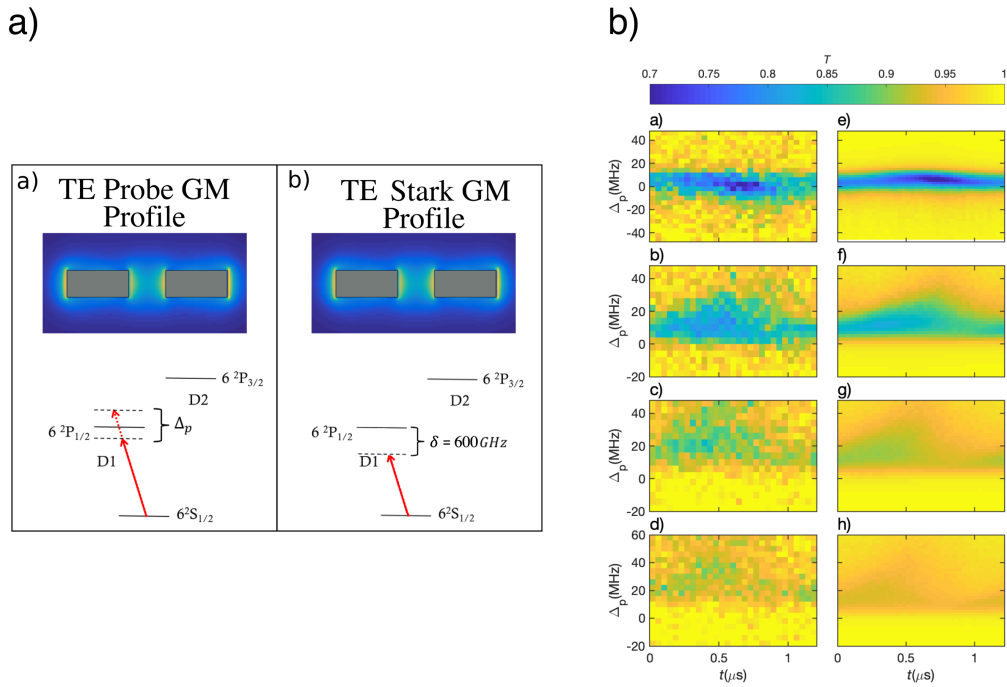 a)
b)
a)
TE Probe GM
Profile
b)
TE Stark GM
Profile
6 ²P₃/₂
D2
6 ²P₁/₂
Δₚ
D1
6²S₁/₂
6 ²P₃/₂
D2
6 ²P₁/₂
δ = 600GHz
D1
6²S₁/₂
T
0.7 0.75 0.8 0.85 0.9 0.95 1
a)
e)
40
20
0
-20
-40
Δₚ(MHz)
b)
f)
40
20
0
-20
Δₚ(MHz)
c)
g)
40
20
0
-20
Δₚ(MHz)
d)
h)
60
40
20
0
-20
Δₚ(MHz)
0 0.5 1
0 0.5 1
t(μs)
t(μs)